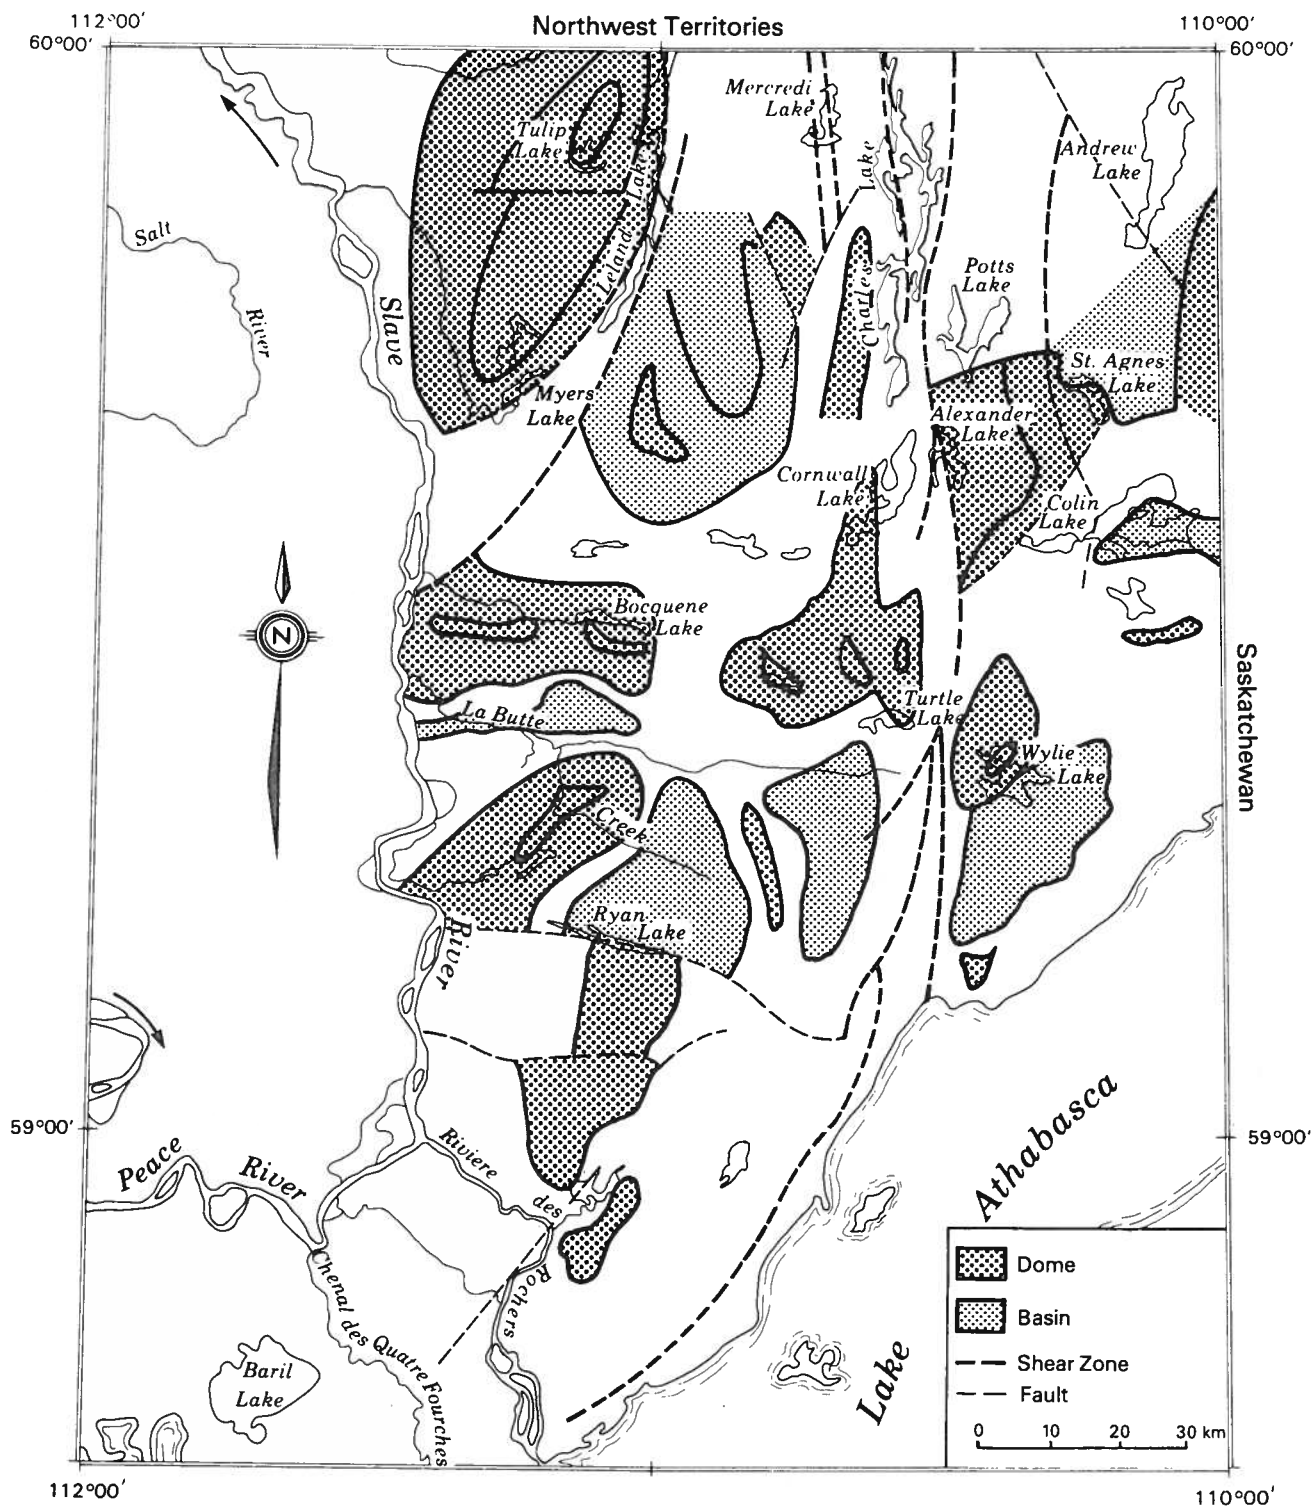 112°00'
Northwest Territories
110°00'
60°00'
60°00'
Mercredi
Lake
Tulip
Lake
Andrew
Lake
Salt
River
Slave
Leland Lake
Charles Lake
Potts
Lake
St. Agnes
Lake
Myers
Lake
Alexander
Lake
Cornwall
Lake
Colin
Lake
N
Bocquene
Lake
Saskatchewan
La Butte
Creek
Turtle
Lake
Wylie
Lake
Ryan
Lake
River
59°00'
59°00'
Peace
River
Riviere
des
Rochers
Lake
Athabasca
Chenal des Quatre Fourches
Baril
Lake
Dome
Basin
Shear Zone
Fault
0 10 20 30 km
112°00'
110°00'